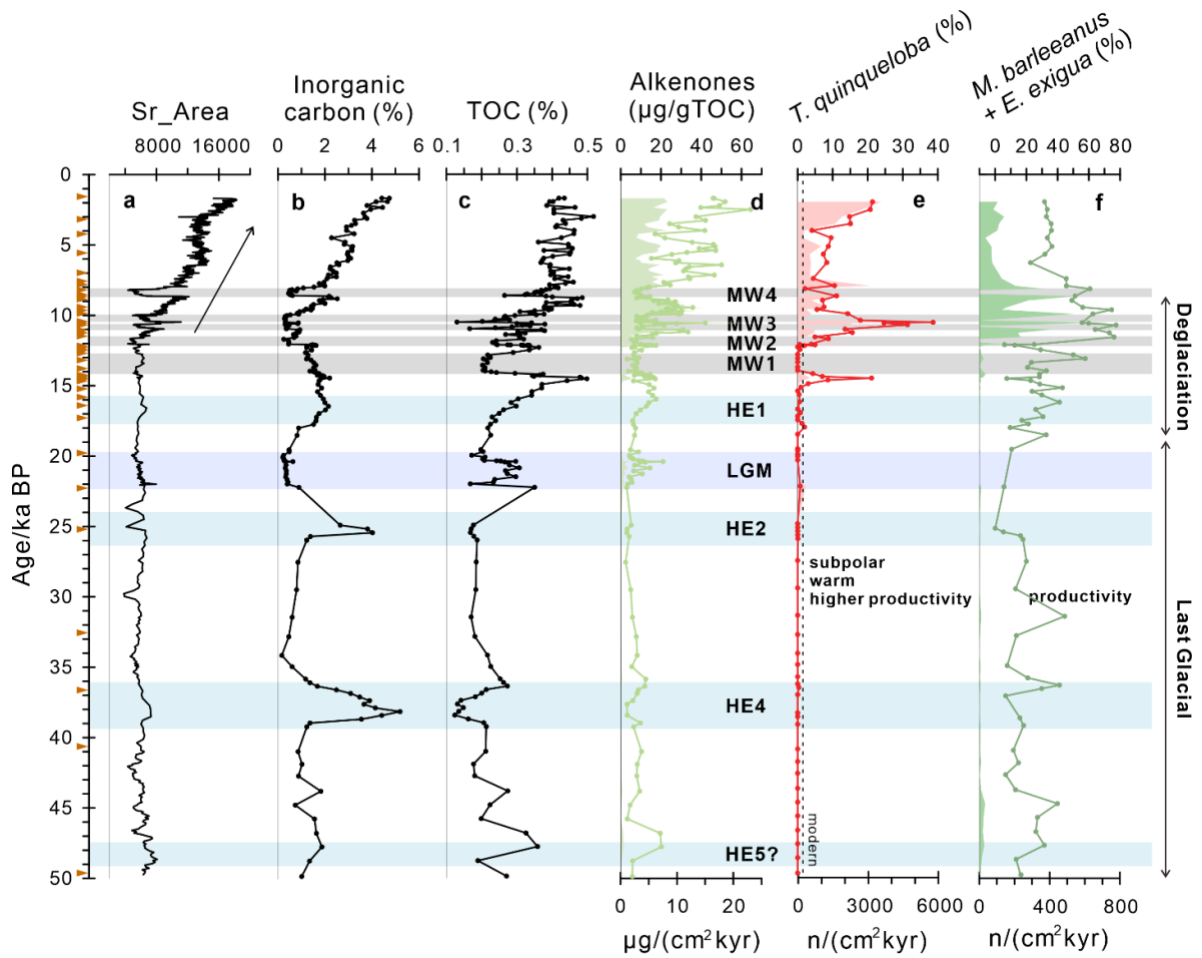 Sr_Area
Inorganic
carbon (%)
TOC (%)
Alkenones
(µg/gTOC)
T. quinqueloba (%)
M. barleeanus
+ E. exigua (%)
8000 16000
0 2 4 6
0.1 0.3 0.5
0 20 40 60
0 10 20 30 40
0 20 40 60 80
Age/ka BP
0
5
10
15
20
25
30
35
40
45
50
a
b
c
d
e
f
MW4
MW3
MW2
MW1
HE1
LGM
HE2
HE4
HE5?
subpolar
warm
higher productivity
productivity
modern
Deglaciation
Last Glacial
0 10 20
0 3000 6000
0 400 800
µg/(cm²kyr)
n/(cm²kyr)
n/(cm²kyr)